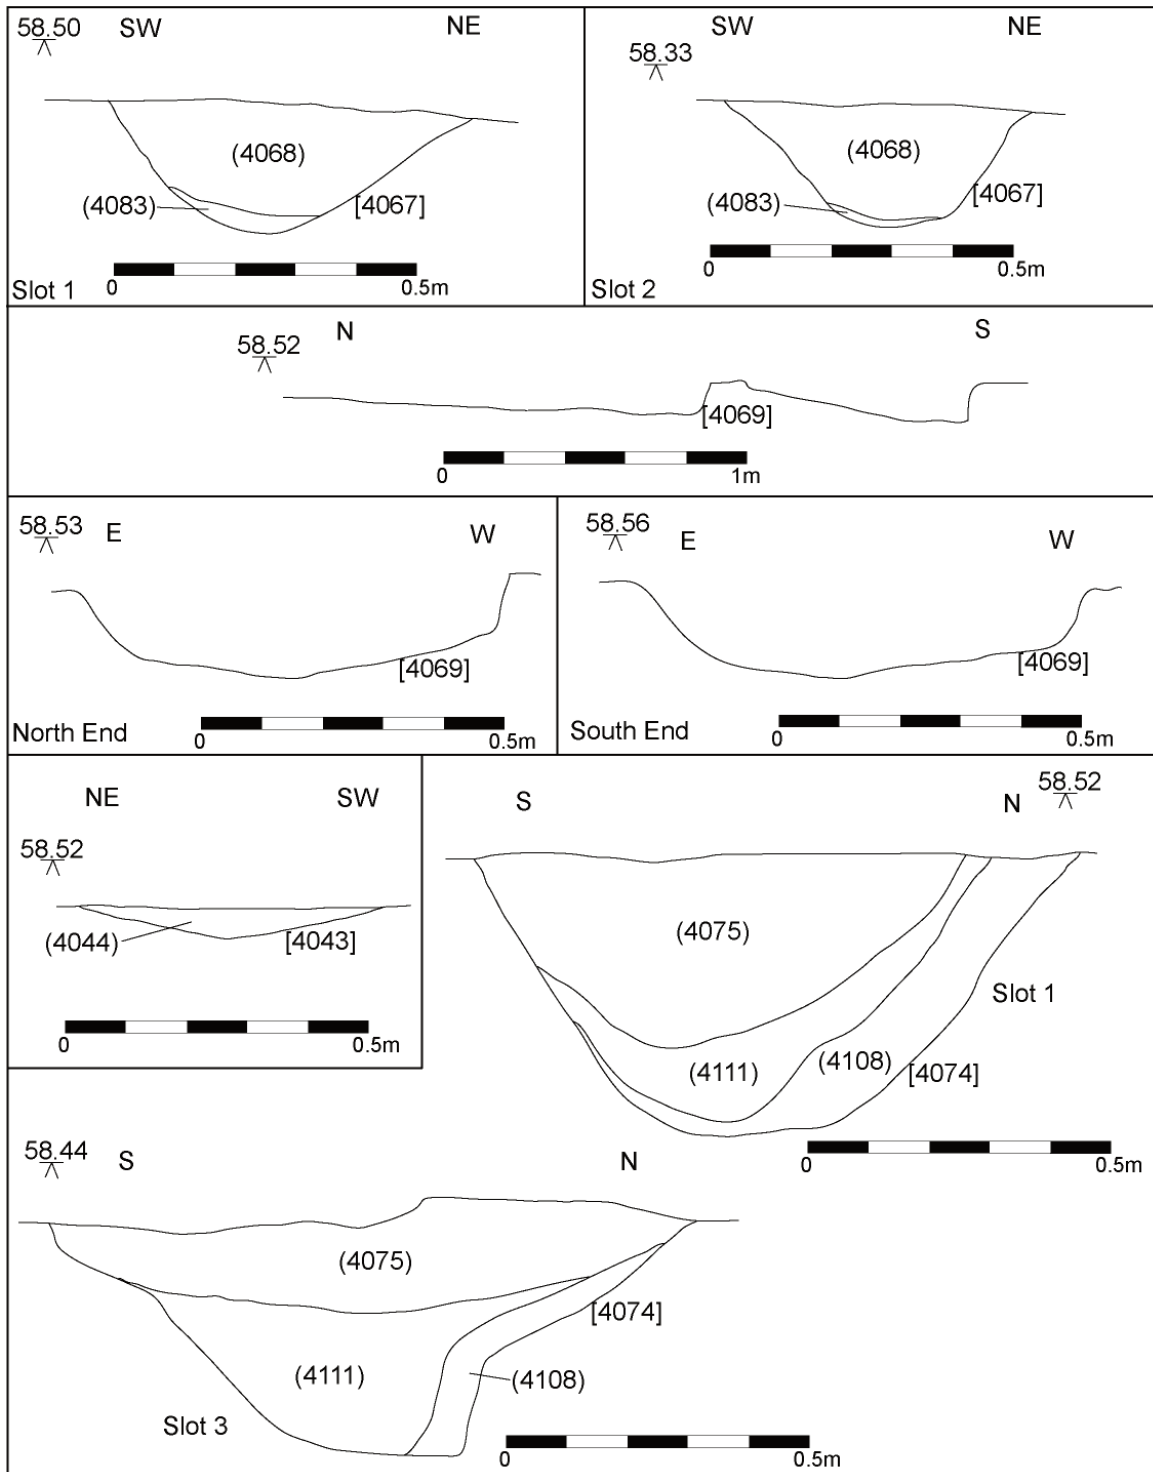 58.50 SW NE
(4068)
(4083) [4067]
0 0.5m
Slot 1
SW NE
58.33
(4068)
(4083) [4067]
0 0.5m
Slot 2
N S
58.52
[4069]
0 1m
58.53 E W
[4069]
North End
0 0.5m
58.56 E W
[4069]
South End
0 0.5m
NE SW
58.52
(4044) [4043]
0 0.5m
S N 58.52
(4075)
Slot 1
(4111) (4108) [4074]
0 0.5m
58.44 S N
(4075)
[4074]
(4111) (4108)
Slot 3
0 0.5m